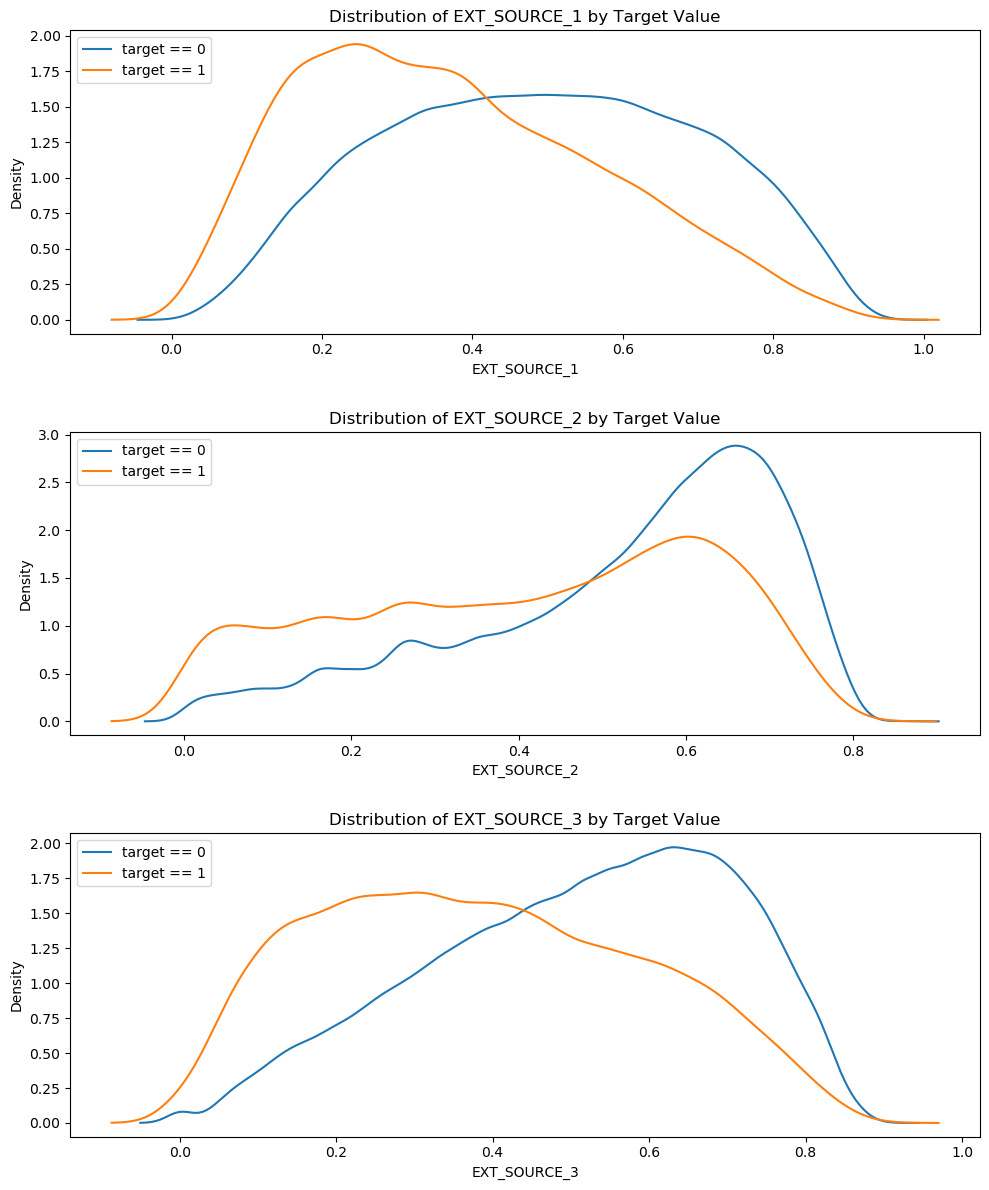 Distribution of EXT_SOURCE_1 by Target Value
2.00
1.75
1.50
1.25
1.00
0.75
0.50
0.25
0.00
Density
target == 0
target == 1
0.0 0.2 0.4 0.6 0.8 1.0
EXT_SOURCE_1
Distribution of EXT_SOURCE_2 by Target Value
3.0
2.5
2.0
1.5
1.0
0.5
0.0
Density
target == 0
target == 1
0.0 0.2 0.4 0.6 0.8
EXT_SOURCE_2
Distribution of EXT_SOURCE_3 by Target Value
2.00
1.75
1.50
1.25
1.00
0.75
0.50
0.25
0.00
Density
target == 0
target == 1
0.0 0.2 0.4 0.6 0.8 1.0
EXT_SOURCE_3